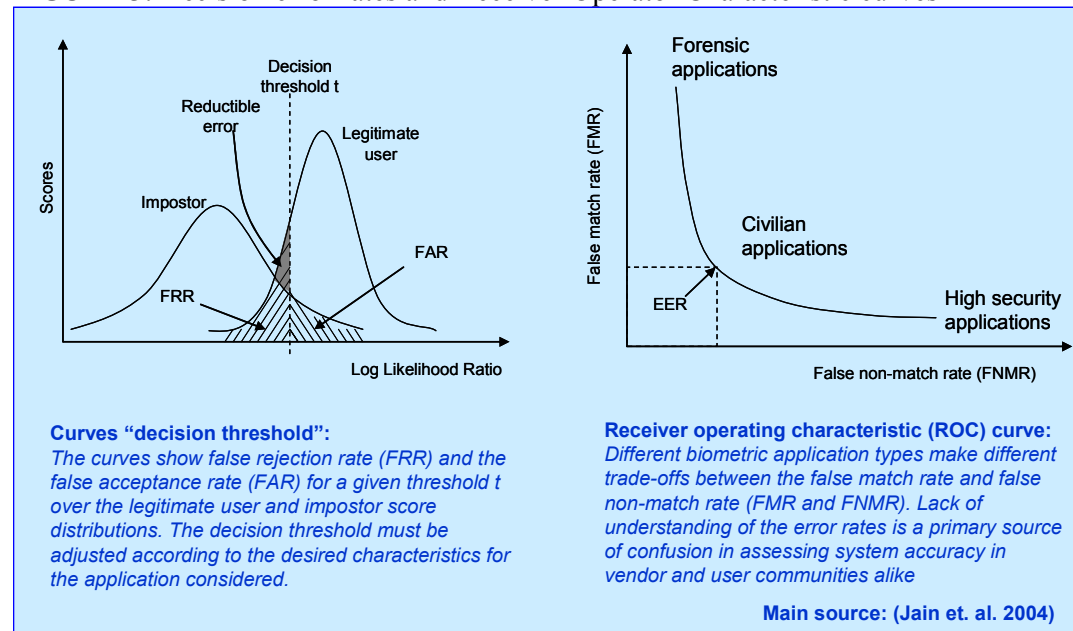 Decision
threshold t
Reductible
error
Legitimate
user
Impostor
FAR
FRR
Scores
Log Likelihood Ratio
Forensic
applications
False match rate (FMR)
Civilian
applications
EER
High security
applications
False non-match rate (FNMR)
Curves “decision threshold”:
The curves show false rejection rate (FRR) and the
false acceptance rate (FAR) for a given threshold t
over the legitimate user and impostor score
distributions. The decision threshold must be
adjusted according to the desired characteristics for
the application considered.
Receiver operating characteristic (ROC) curve:
Different biometric application types make different
trade-offs between the false match rate and false
non-match rate (FMR and FNMR). Lack of
understanding of the error rates is a primary source
of confusion in assessing system accuracy in
vendor and user communities alike
Main source: (Jain et. al. 2004)